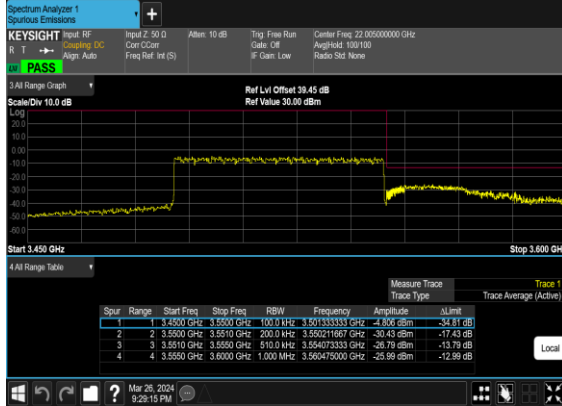 Spectrum Analyzer 1
Spurious Emissions
+
KEYSIGHT Input: RF Input Z: 50 Ω Atten: 10 dB Trig: Free Run Center Freq: 22.005000000 GHz
R T Coupling: DC Corr CCorr Gate: Off Avg|Hold: 100/100
Align: Auto Freq Ref: Int (S) IF Gain: Low Radio Std: None
PASS
3 All Range Graph
Ref Lvl Offset 39.45 dB
Scale/Div 10.0 dB Ref Value 30.00 dBm
Log
20.0
10.0
0.00
-10.0
-20.0
-30.0
-40.0
-50.0
-60.0
Start 3.450 GHz Stop 3.600 GH
4 All Range Table
Measure Trace Trace 1
Trace Type Trace Average (Active)
Spur Range Start Freq Stop Freq RBW Frequency Amplitude ΔLimit
1 1 3.4500 GHz 3.5500 GHz 100.0 kHz 3.501333333 GHz -4.806 dBm -34.81 dB
2 2 3.5500 GHz 3.5510 GHz 200.0 kHz 3.550211667 GHz -30.43 dBm -17.43 dB
3 3 3.5510 GHz 3.5550 GHz 510.0 kHz 3.554073333 GHz -26.79 dBm -13.79 dB
4 4 3.5550 GHz 3.6000 GHz 1.000 MHz 3.560475000 GHz -25.99 dBm -12.99 dB
Local
? Mar 26, 2024
9:29:15 PM